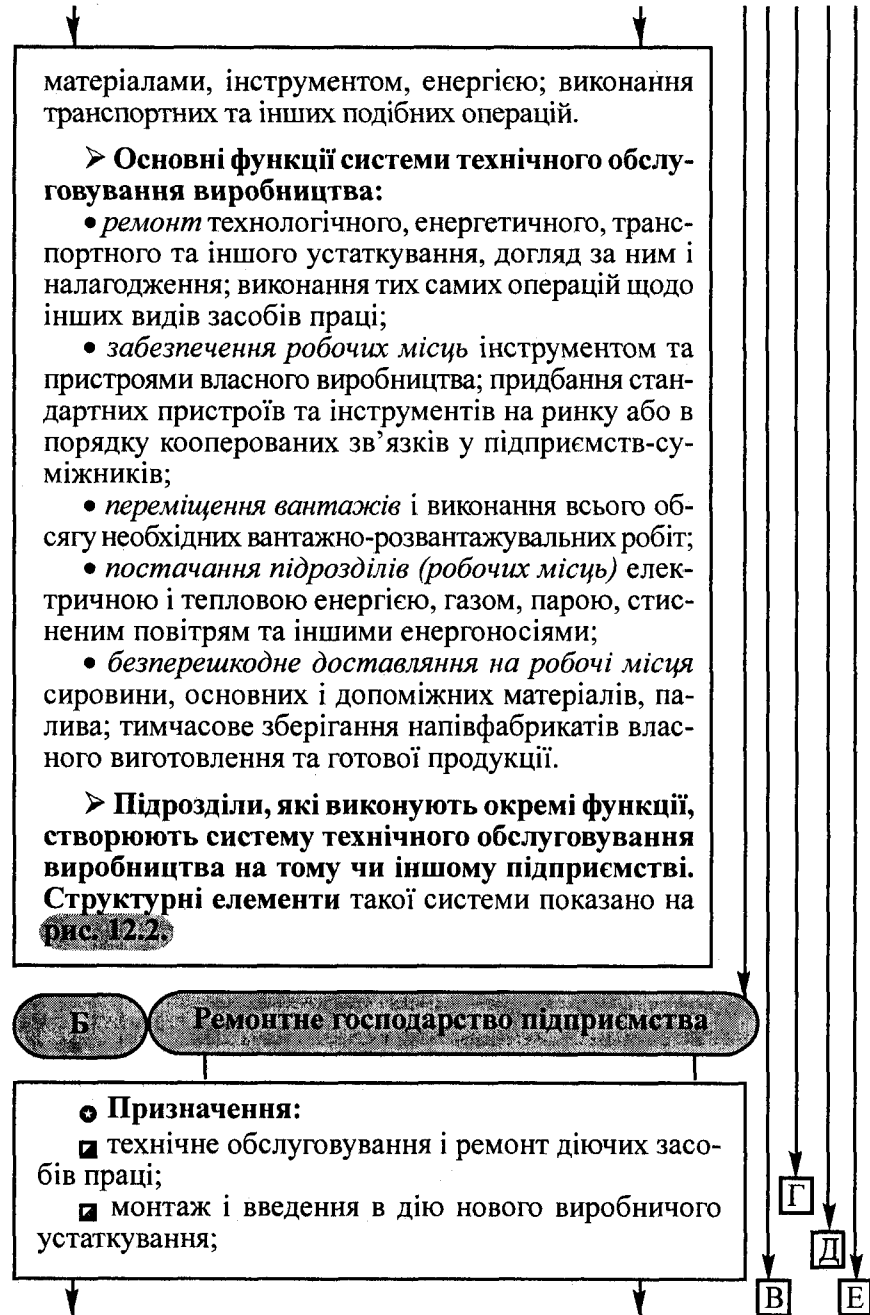 матеріалами, інструментом, енергією; виконання
транспортних та інших подібних операцій.
➢ Основні функції системи технічного обслу-
говування виробництва:
• ремонт технологічного, енергетичного, транс-
портного та іншого устаткування, догляд за ним і
налагодження; виконання тих самих операцій щодо
інших видів засобів праці;
• забезпечення робочих місць інструментом та
пристроями власного виробництва; придбання стан-
дартних пристроїв та інструментів на ринку або в
порядку кооперованих зв’язків у підприємств-су-
міжників;
• переміщення вантажів і виконання всього об-
сягу необхідних вантажно-розвантажувальних робіт;
• постачання підрозділів (робочих місць) елек-
тричною і тепловою енергією, газом, парою, стис-
неним повітрям та іншими енергоносіями;
• безперешкодне доставляння на робочі місця
сировини, основних і допоміжних матеріалів, па-
лива; тимчасове зберігання напівфабрикатів влас-
ного виготовлення та готової продукції.
➢ Підрозділи, які виконують окремі функції,
створюють систему технічного обслуговування
виробництва на тому чи іншому підприємстві.
Структурні елементи такої системи показано на
рис. 12.2.
Б Ремонтне господарство підприємства
Призначення:
технічне обслуговування і ремонт діючих засо-
бів праці;
монтаж і введення в дію нового виробничого
устаткування;
Г
Д
В Е